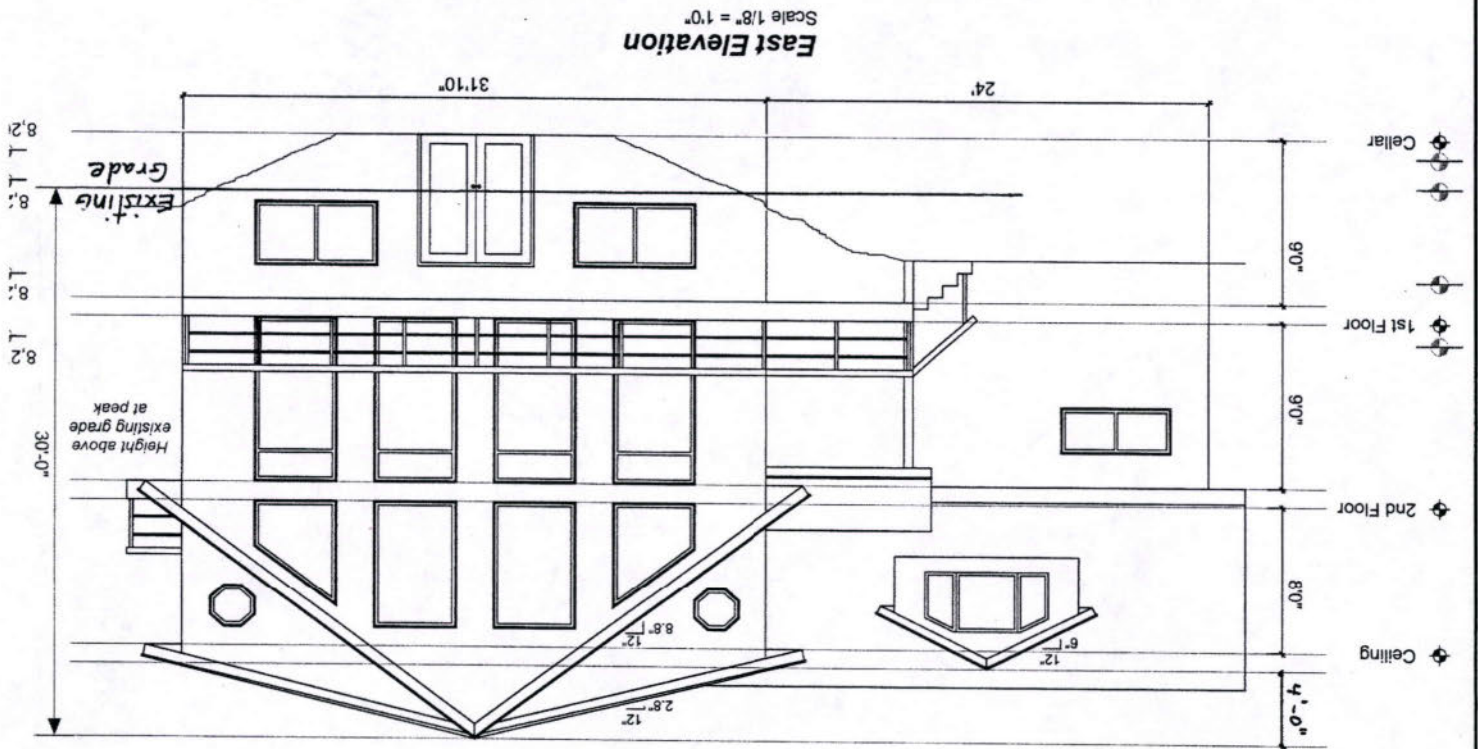 4'-0"
2.8"
12"
Ceiling
6"
12"
8.8"
12"
8'0"
2nd Floor
30'-0"
Height above
existing grade
at peak
9'0"
1st Floor
9'0"
Existing
Grade
Cellar
24'
31'10"
East Elevation
Scale 1/8" = 1'0"